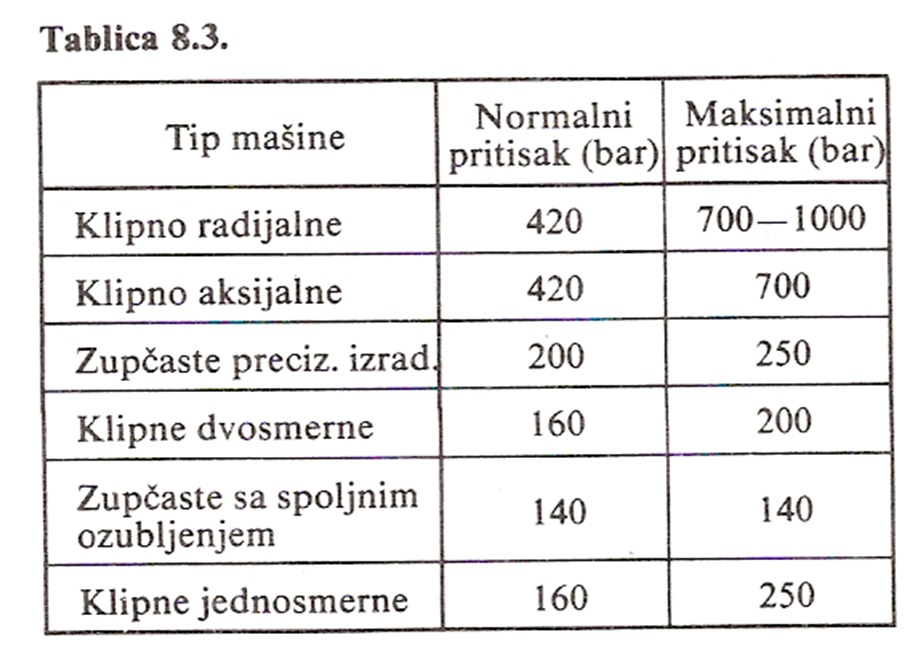 Tablica 8.3.
Tip mašine
Normalni
pritisak (bar)
Maksimalni
pritisak (bar)
Klipno radijalne 420 700—1000
Klipno aksijalne 420 700
Zupčaste preciz. izrad. 200 250
Klipne dvosmerne 160 200
Zupčaste sa spoljnim
ozubljenjem 140 140
Klipne jednosmerne 160 250